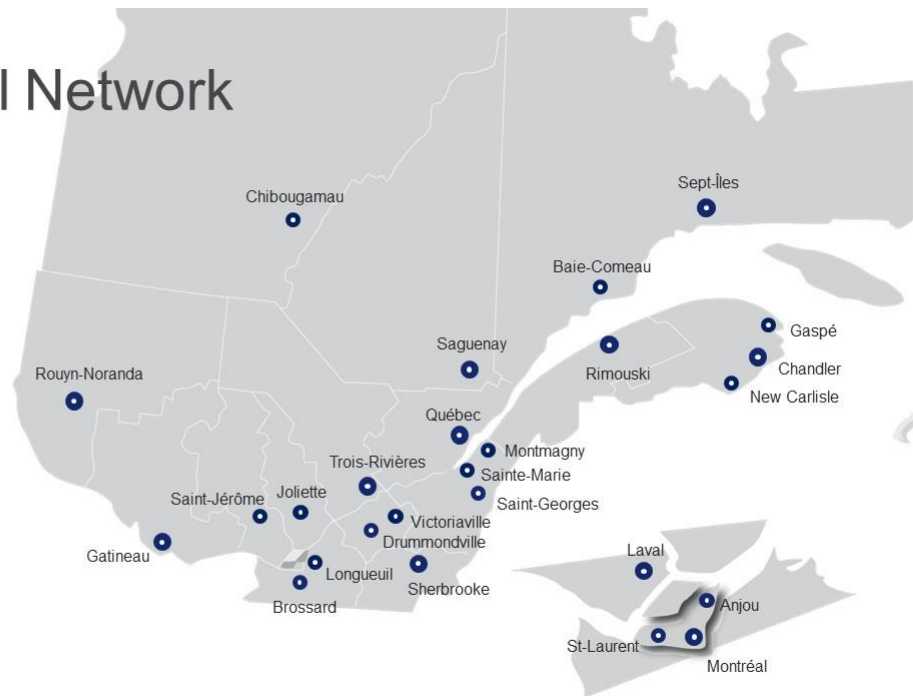 l Network
Chibougamau
Sept-Îles
Baie-Comeau
Gaspé
Saguenay
Chandler
Rimouski
Rouyn-Noranda
New Carlisle
Québec
Montmagny
Trois-Rivières
Sainte-Marie
Saint-Jérôme
Joliette
Saint-Georges
Victoriaville
Drummondville
Gatineau
Laval
Longueuil
Sherbrooke
Brossard
Anjou
St-Laurent
Montréal